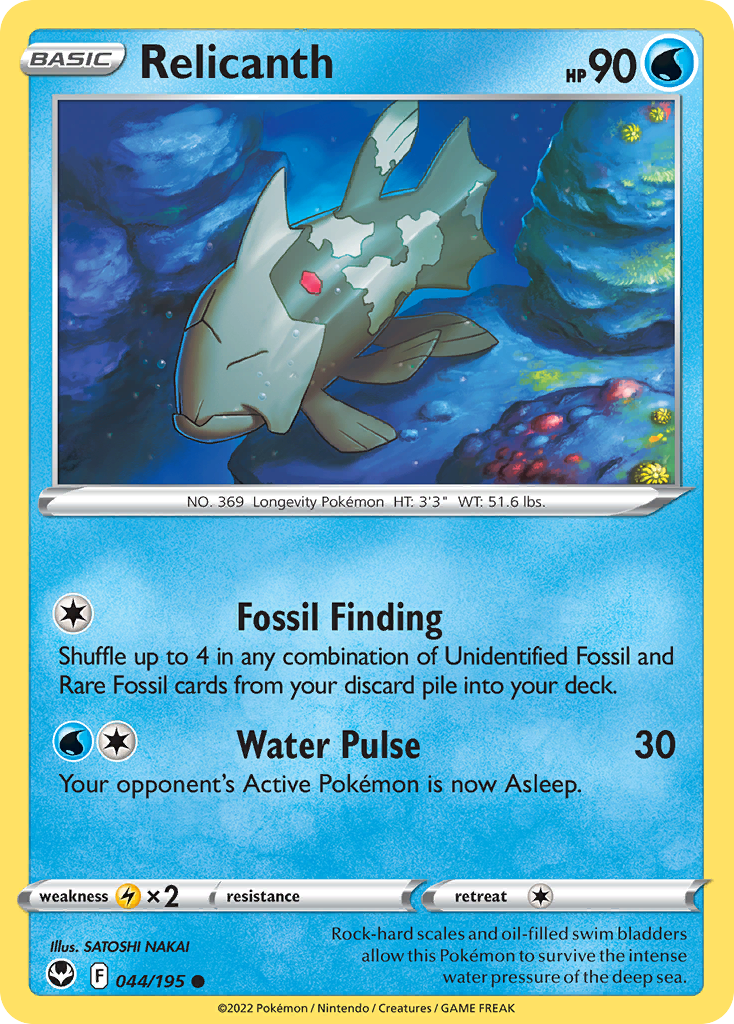 BASIC
Relicanth
HP 90
NO. 369 Longevity Pokémon HT: 3'3" WT: 51.6 lbs.
Fossil Finding
Shuffle up to 4 in any combination of Unidentified Fossil and
Rare Fossil cards from your discard pile into your deck.
Water Pulse 30
Your opponent's Active Pokémon is now Asleep.
weakness ×2 resistance retreat
Illus. SATOSHI NAKAI
Rock-hard scales and oil-filled swim bladders
allow this Pokémon to survive the intense
water pressure of the deep sea.
F 044/195
©2022 Pokémon / Nintendo / Creatures / GAME FREAK